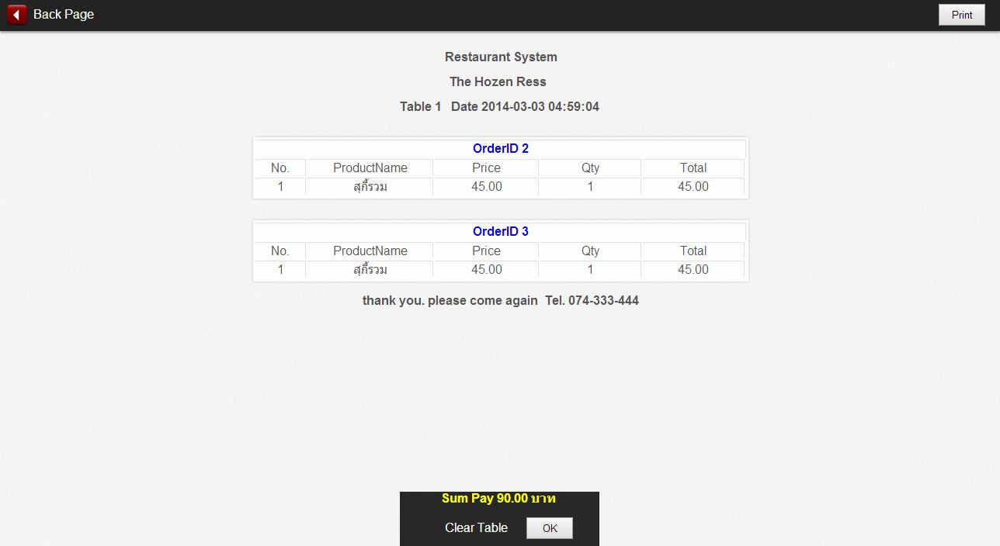 Back Page Print
Restaurant System
The Hozen Ress
Table 1 Date 2014-03-03 04:59:04
OrderID 2
No. ProductName Price Qty Total
1 สุกี้รวม 45.00 1 45.00
OrderID 3
No. ProductName Price Qty Total
1 สุกี้รวม 45.00 1 45.00
thank you. please come again Tel. 074-333-444
Sum Pay 90.00 บาท
Clear Table OK